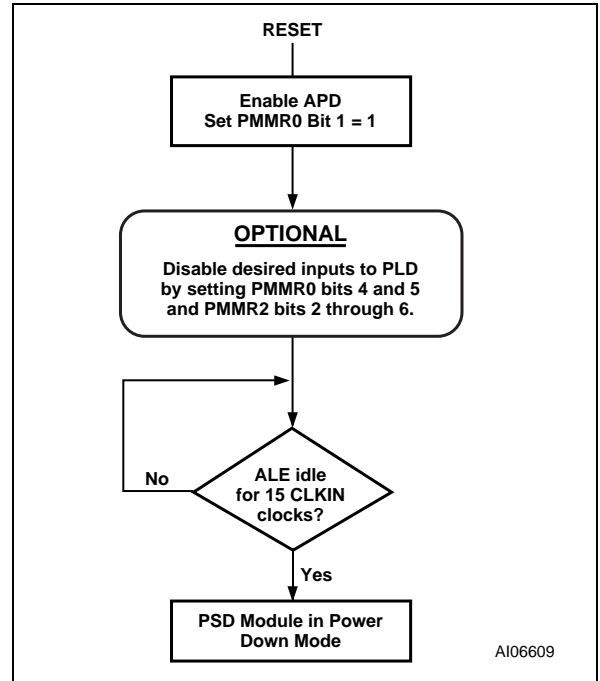 RESET
Enable APD
Set PMMR0 Bit 1 = 1
OPTIONAL
Disable desired inputs to PLD
by setting PMMR0 bits 4 and 5
and PMMR2 bits 2 through 6.
No
ALE idle
for 15 CLKIN
clocks?
Yes
PSD Module in Power
Down Mode
AI06609